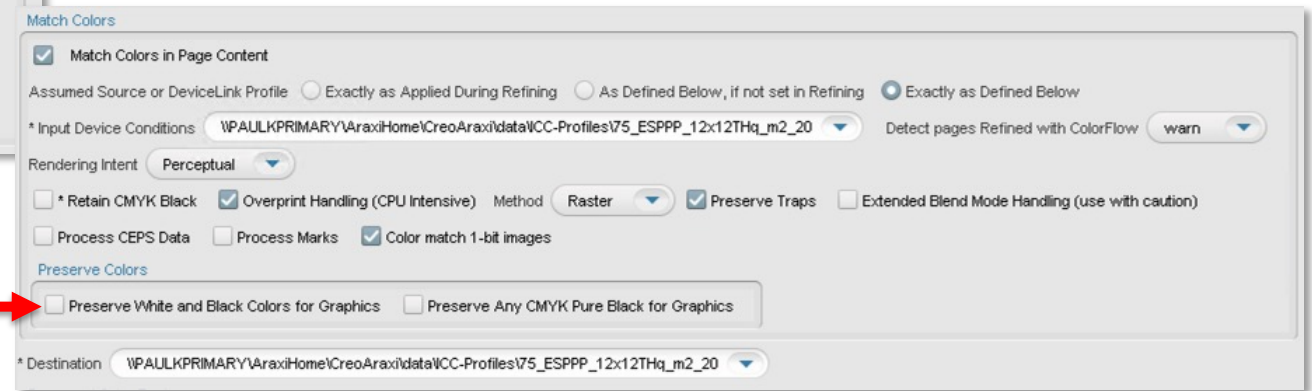 Match Colors
Match Colors in Page Content
Assumed Source or DeviceLink Profile Exactly as Applied During Refining As Defined Below, if not set in Refining Exactly as Defined Below
* Input Device Conditions \\PAULKPRIMARY\AraxiHome\CreoAraxi\data\ICC-Profiles\75_ESPPP_12x12THq_m2_20 Detect pages Refined with ColorFlow warn
Rendering Intent Perceptual
* Retain CMYK Black Overprint Handling (CPU Intensive) Method Raster Preserve Traps Extended Blend Mode Handling (use with caution)
Process CEPS Data Process Marks Color match 1-bit images
Preserve Colors
Preserve White and Black Colors for Graphics Preserve Any CMYK Pure Black for Graphics
* Destination \\PAULKPRIMARY\AraxiHome\CreoAraxi\data\ICC-Profiles\75_ESPPP_12x12THq_m2_20